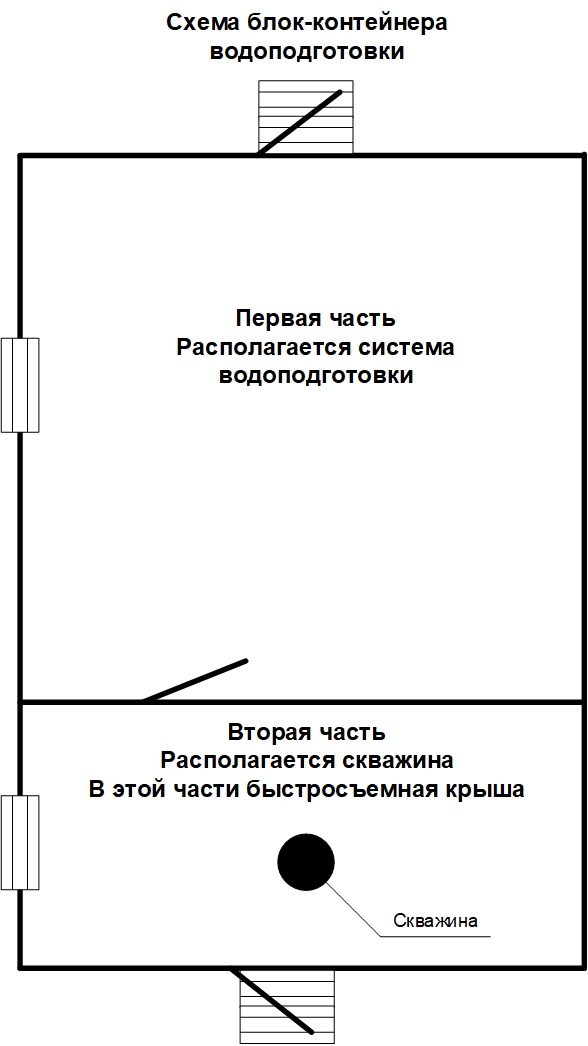 Схема блок-контейнера
водоподготовки
Первая часть
Располагается система
водоподготовки
Вторая часть
Располагается скважина
В этой части быстросъемная крыша
Скважина